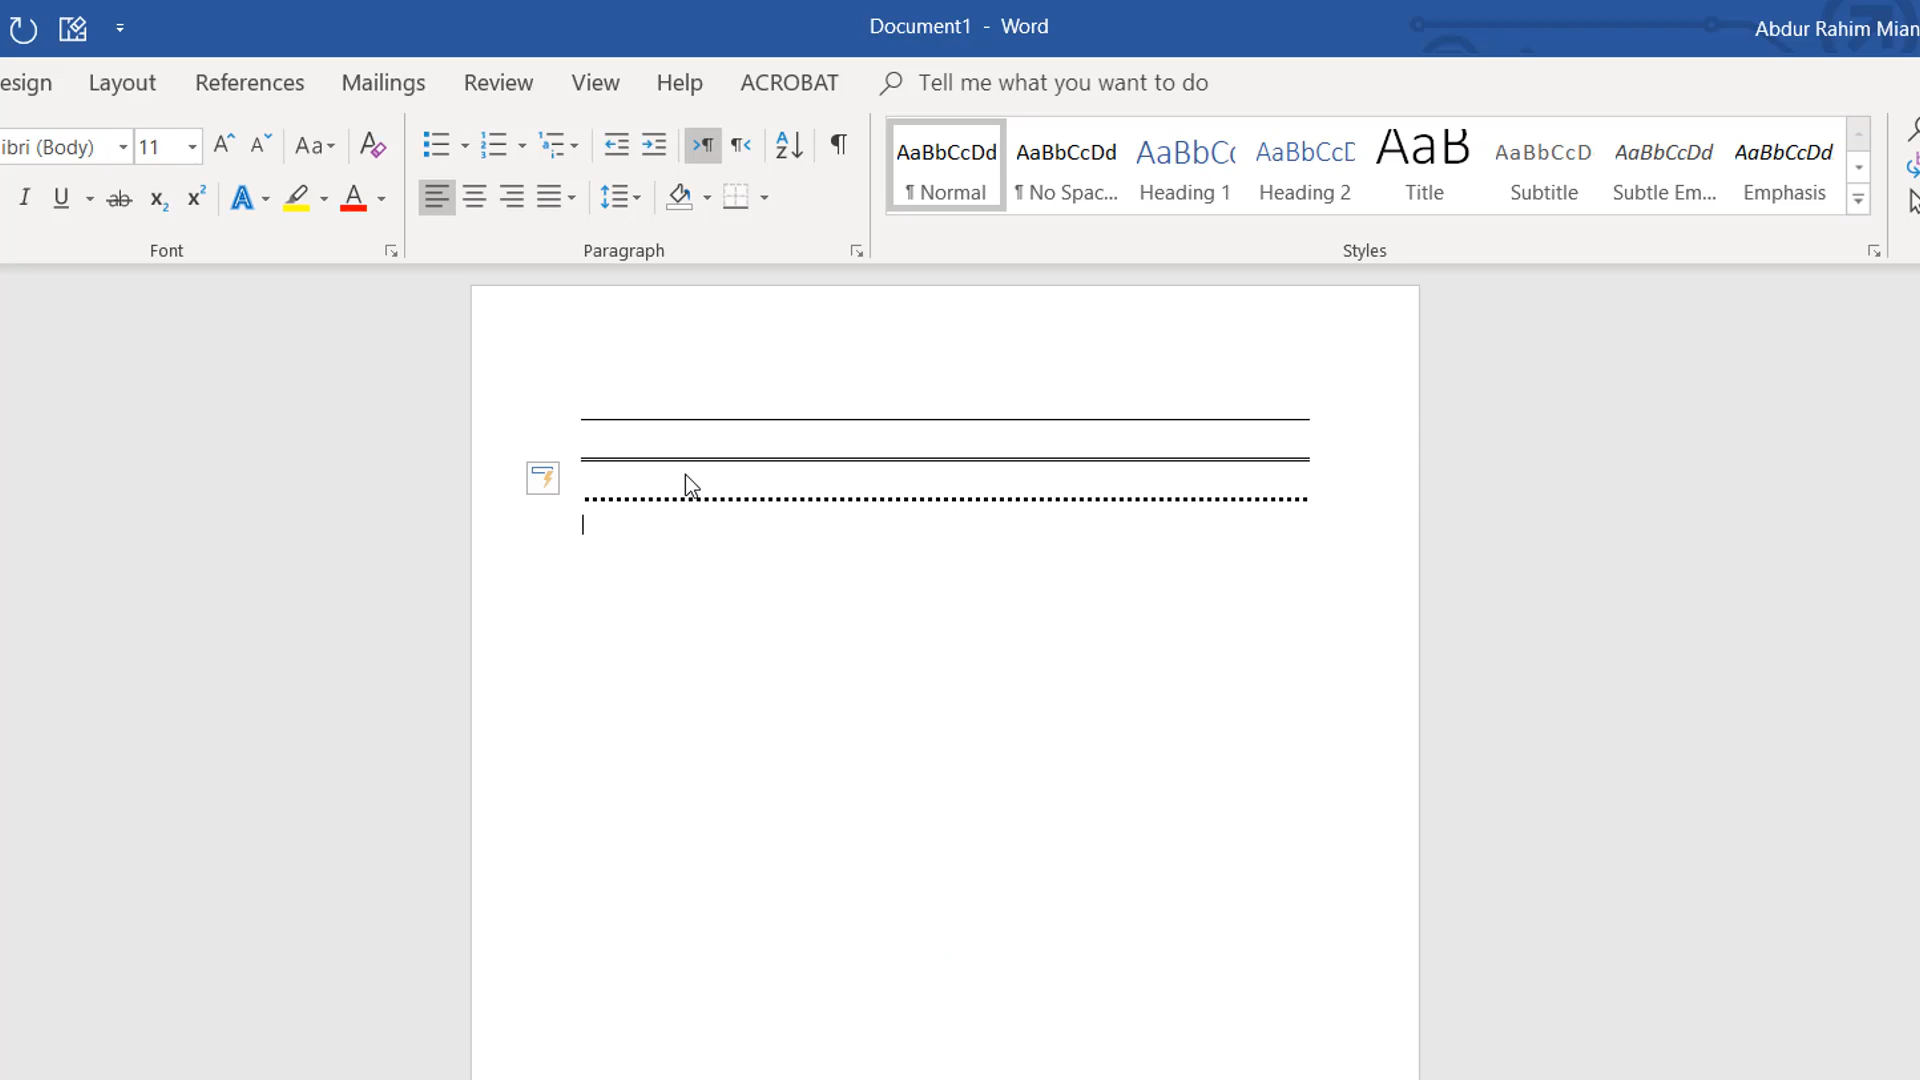 Document1 - Word
Abdur Rahim Mian
esign Layout References Mailings Review View Help ACROBAT Tell me what you want to do
ibri (Body) 11 Aa
AaBbCcDd AaBbCcDd AaBbCc AaBbCcD AaB AaBbCcD AaBbCcDd AaBbCcDd
¶ Normal ¶ No Spac... Heading 1 Heading 2 Title Subtitle Subtle Em... Emphasis
Font Paragraph Styles